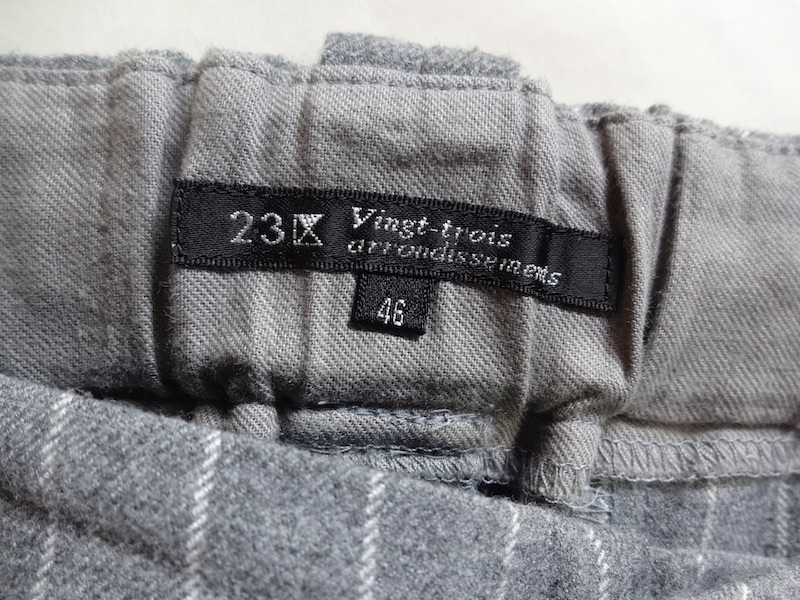 23区 Vingt-trois
arrondissements
46